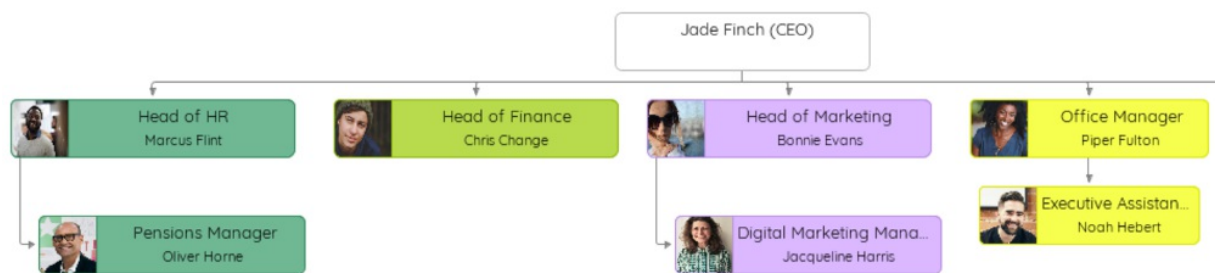 Jade Finch (CEO)
Head of HR
Marcus Flint
Head of Finance
Chris Change
Head of Marketing
Bonnie Evans
Office Manager
Piper Fulton
Executive Assistan...
Noah Hebert
Pensions Manager
Oliver Horne
Digital Marketing Mana...
Jacqueline Harris